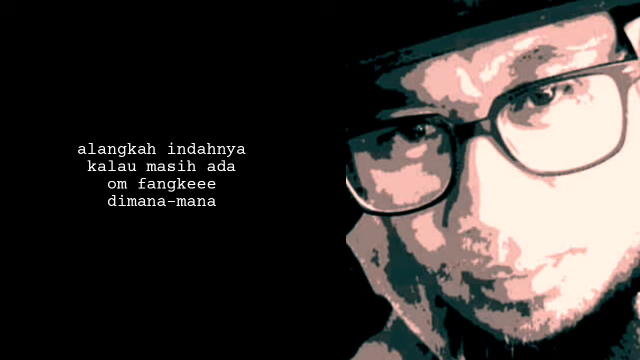 alangkah indahnya
kalau masih ada
om fangkeee
dimana-mana